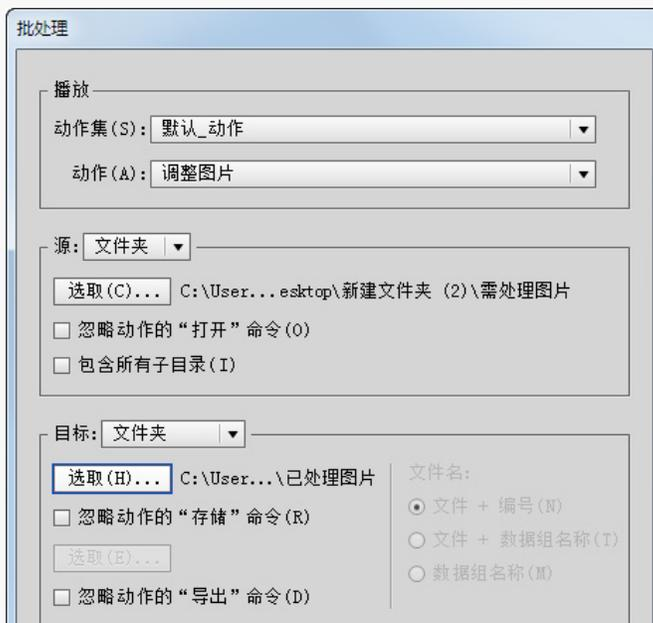 批处理
播放
动作集(S): 默认_动作
动作(A): 调整图片
源: 文件夹
选取(C)... C:\User...esktop\新建文件夹 (2)\需处理图片
忽略动作的“打开”命令(O)
包含所有子目录(I)
目标: 文件夹
选取(H)... C:\User...\已处理图片
忽略动作的“存储”命令(R)
选取(E)...
忽略动作的“导出”命令(D)
文件名:
文件 + 编号(N)
文件 + 数据组名称(T)
数据组名称(M)